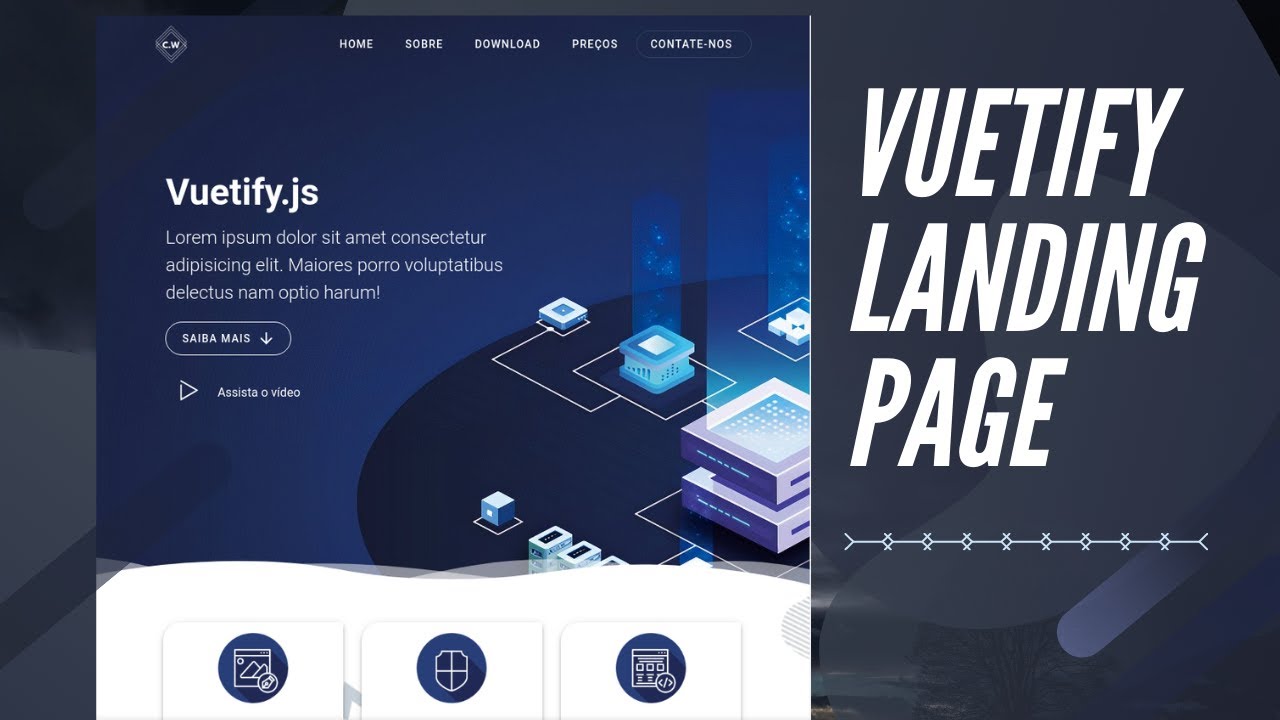 C.W
HOME SOBRE DOWNLOAD PREÇOS CONTATE-NOS
Vuetify.js
Lorem ipsum dolor sit amet consectetur
adipisicing elit. Maiores porro voluptatibus
delectus nam optio harum!
SAIBA MAIS
Assista o vídeo
VUETIFY
LANDING
PAGE